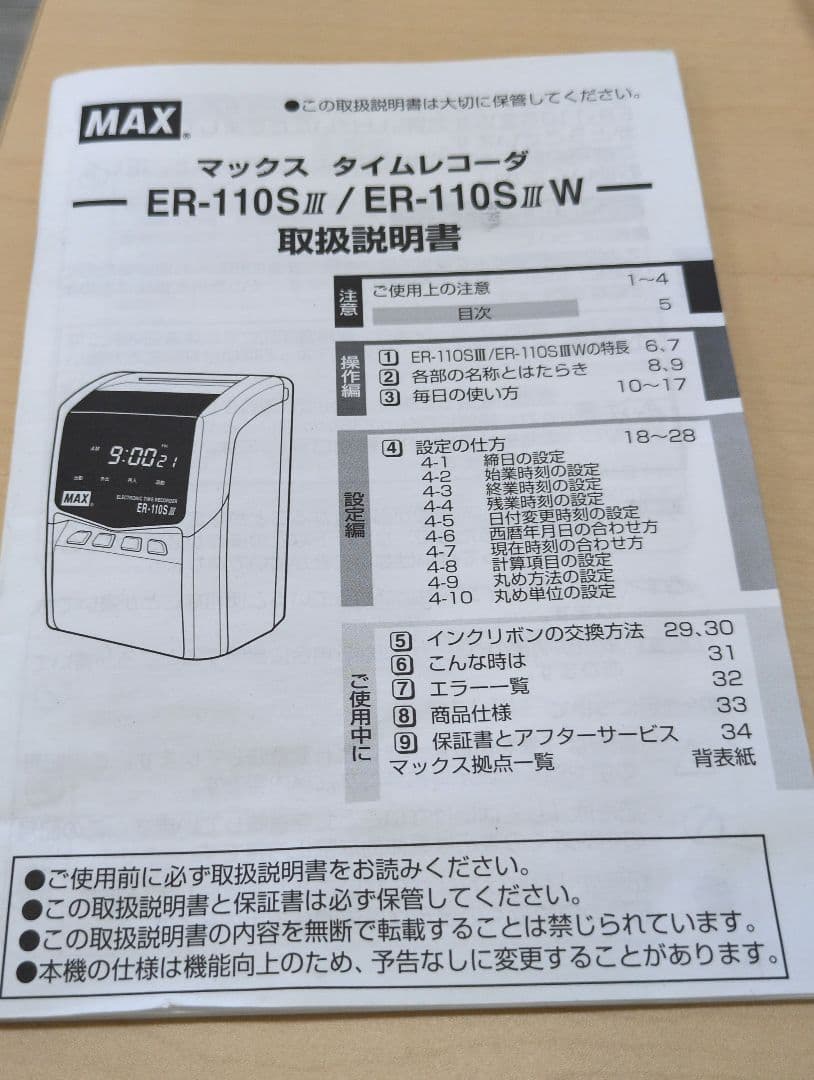 ●この取扱説明書は大切に保管してください。
MAX®
マックス タイムレコーダ
ER-110SⅢ / ER-110SⅢW
取扱説明書
注意
ご使用上の注意 1〜4
目次 5
操作編
1 ER-110SⅢ/ER-110SⅢWの特長 6、7
2 各部の名称とはたらき 8、9
3 毎日の使い方 10〜17
設定編
4 設定の仕方 18〜28
4-1 締日の設定
4-2 始業時刻の設定
4-3 終業時刻の設定
4-4 残業時刻の設定
4-5 日付変更時刻の設定
4-6 西暦年月日の合わせ方
4-7 現在時刻の合わせ方
4-8 計算項目の設定
4-9 丸め方法の設定
4-10 丸め単位の設定
ご使用中に
5 インクリボンの交換方法 29、30
6 こんな時は 31
7 エラー一覧 32
8 商品仕様 33
9 保証書とアフターサービス 34
マックス拠点一覧 背表紙
AM
9:00 21
MAX®
ELECTRONIC TIME RECORDER
ER-110SⅢ
●ご使用前に必ず取扱説明書をお読みください。
●この取扱説明書と保証書は必ず保管してください。
●この取扱説明書の内容を無断で転載することは禁じられています。
●本機の仕様は機能向上のため、予告なしに変更することがあります。